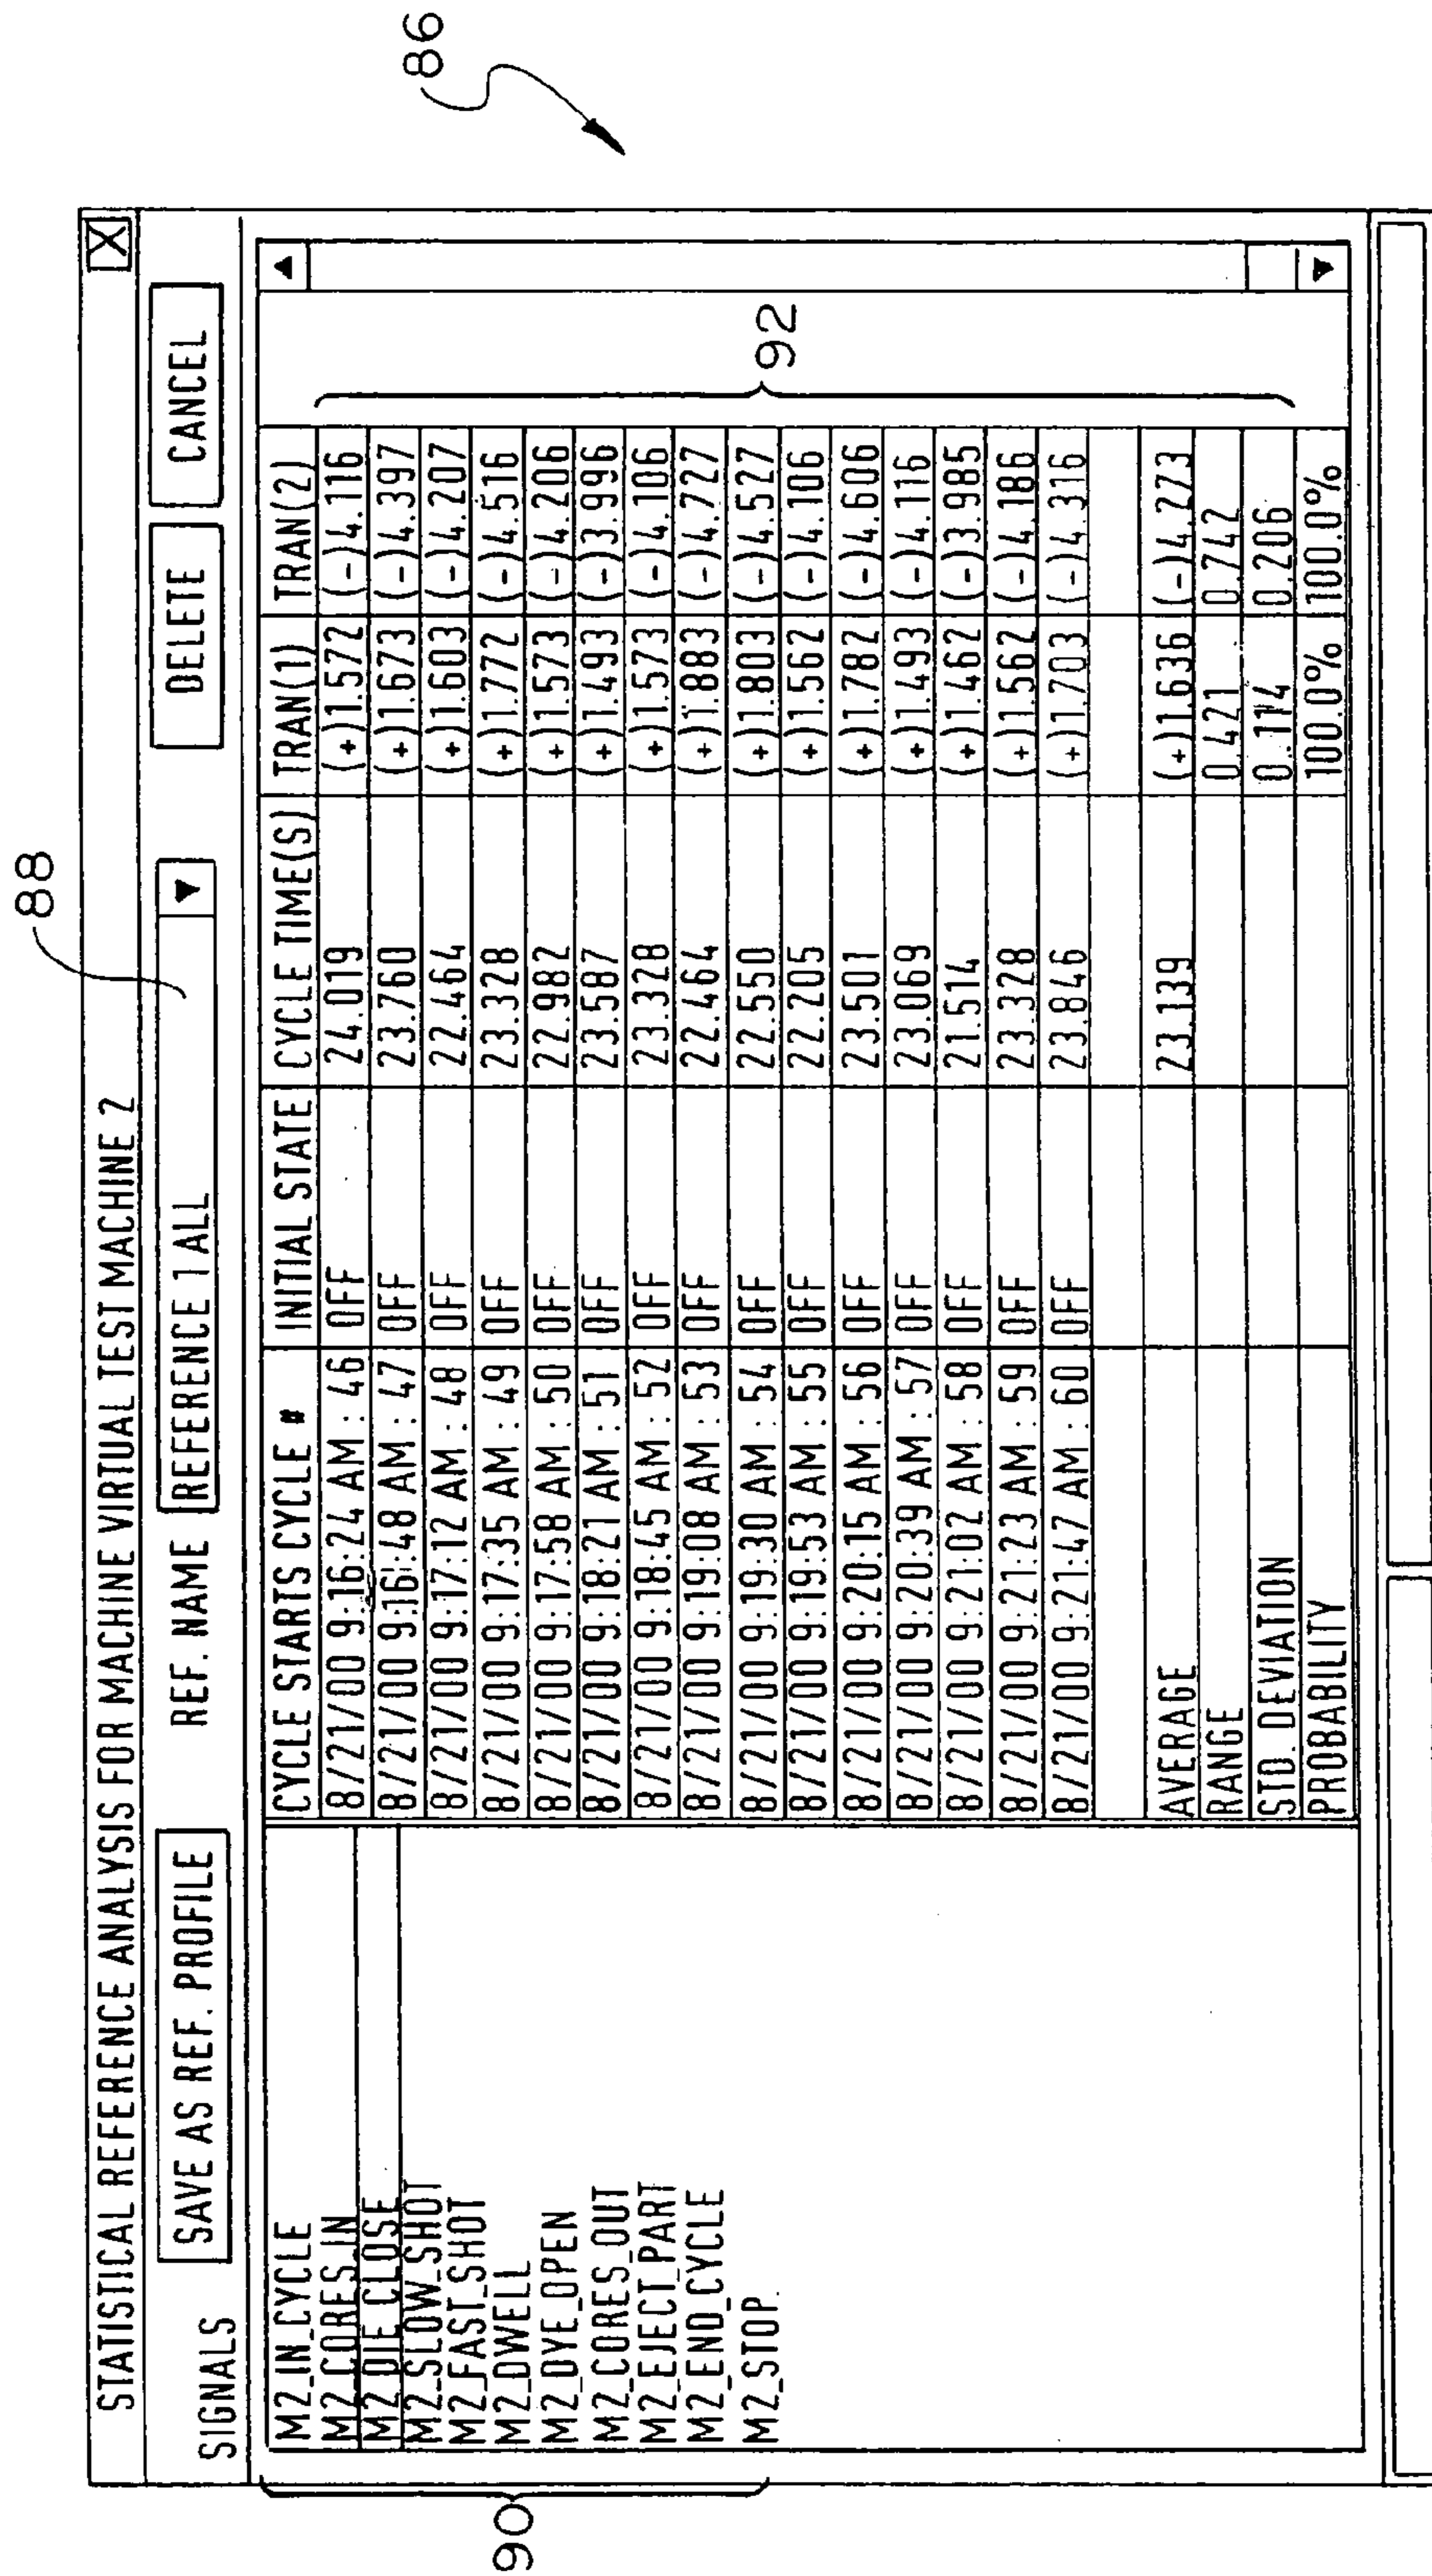 88
STATISTICAL REFERENCE ANALYSIS FOR MACHINE VIRTUAL TEST MACHINE 2 X
SAVE AS REF. PROFILE REF. NAME REFERENCE 1 ALL DELETE CANCEL
SIGNALS
M2_IN_CYCLE
M2_CORES_IN
M2_DIE_CLOSE
M2_SLOW_SHOT
M2_FAST_SHOT
M2_DWELL
M2_DYE_OPEN
M2_CORES_OUT
M2_EJECT_PART
M2_END_CYCLE
M2_STOP
CYCLE STARTS CYCLE # INITIAL STATE CYCLE TIME(S) TRAN(1) TRAN(2)
8/21/00 9:16:24 AM : 46 OFF 24.019 (+)1.572 (-)4.116
8/21/00 9:16:48 AM : 47 OFF 23.760 (+)1.673 (-)4.397
8/21/00 9:17:12 AM : 48 OFF 22.464 (+)1.603 (-)4.207
8/21/00 9:17:35 AM : 49 OFF 23.328 (+)1.772 (-)4.516
8/21/00 9:17:58 AM : 50 OFF 22.982 (+)1.573 (-)4.206
8/21/00 9:18:21 AM : 51 OFF 23.587 (+)1.493 (-)3.996
8/21/00 9:18:45 AM : 52 OFF 23.328 (+)1.573 (-)4.106
8/21/00 9:19:08 AM : 53 OFF 22.464 (+)1.883 (-)4.727
8/21/00 9:19:30 AM : 54 OFF 22.550 (+)1.803 (-)4.527
8/21/00 9:19:53 AM : 55 OFF 22.205 (+)1.562 (-)4.106
8/21/00 9:20:15 AM : 56 OFF 23.501 (+)1.782 (-)4.606
8/21/00 9:20:39 AM : 57 OFF 23.069 (+)1.493 (-)4.116
8/21/00 9:21:02 AM : 58 OFF 21.514 (+)1.462 (-)3.985
8/21/00 9:21:23 AM : 59 OFF 23.328 (+)1.562 (-)4.186
8/21/00 9:21:47 AM : 60 OFF 23.846 (+)1.703 (-)4.316
AVERAGE 23.139 (+)1.636 (-)4.273
RANGE 0.421 0.742
STD. DEVIATION 0.114 0.206
PROBABILITY 100.0% 100.0%
90
92
86